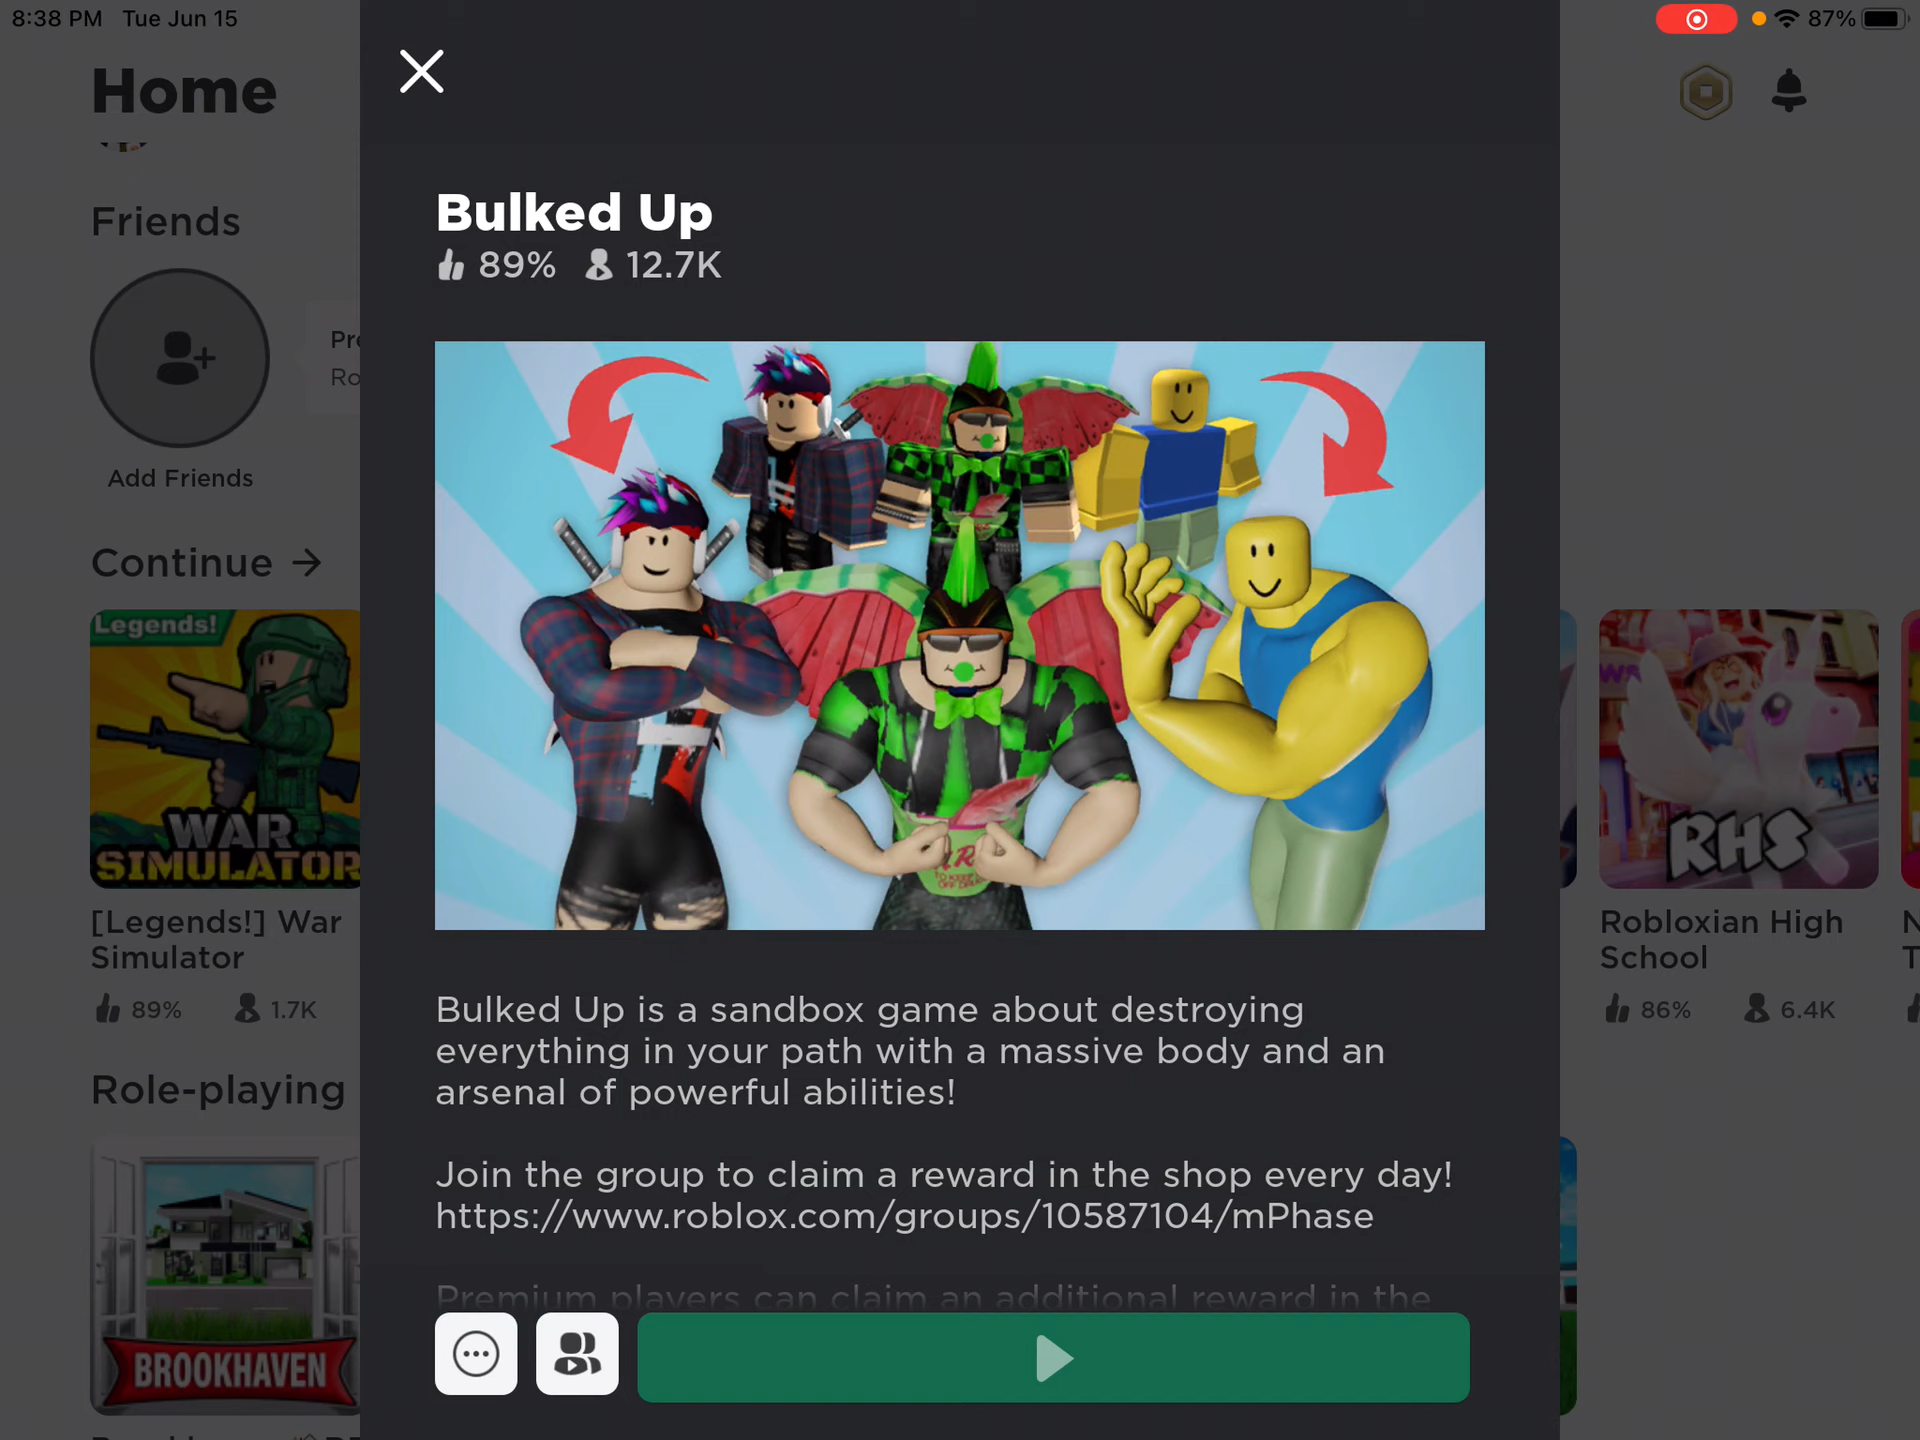 8:38 PM Tue Jun 15
87%
Home
Friends
Add Friends
Continue →
Legends!
WAR
SIMULATOR
[Legends!] War
Simulator
89% 1.7K
Role-playing
BROOKHAVEN
Bulked Up
89% 12.7K
Bulked Up is a sandbox game about destroying
everything in your path with a massive body and an
arsenal of powerful abilities!
Join the group to claim a reward in the shop every day!
https://www.roblox.com/groups/10587104/mPhase
Premium players can claim an additional reward in the
RHS
Robloxian High
School
86% 6.4K